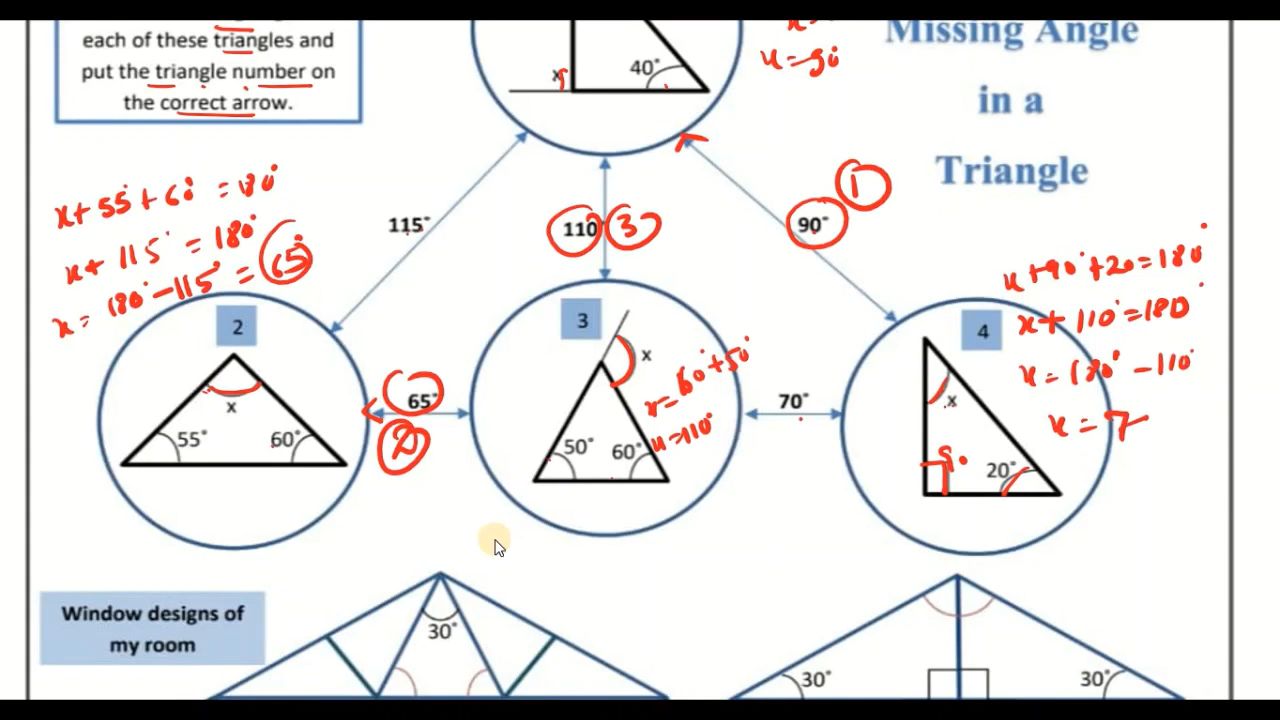 each of these triangles and
put the triangle number on
the correct arrow.
Missing Angle
in a
Triangle
x
40°
x=90°
x+55°+60°=180°
x+115°=180°
x=180°-115°=65°
115°
110
3
90°
1
x+90°+20=180°
x+110°=180°
x=180°-110°
x=7
2
x
55°
60°
65°
2
3
x
50°
60°
x=60°+50°
x=110°
70°
4
x
90
20°
Window designs of
my room
30°
30°
30°